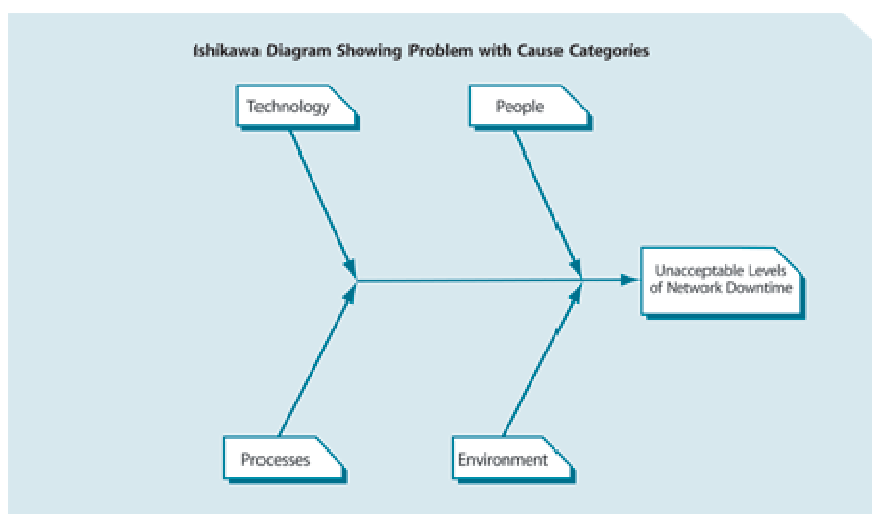 Ishikawa Diagram Showing Problem with Cause Categories
Technology
People
Unacceptable Levels
of Network Downtime
Processes
Environment